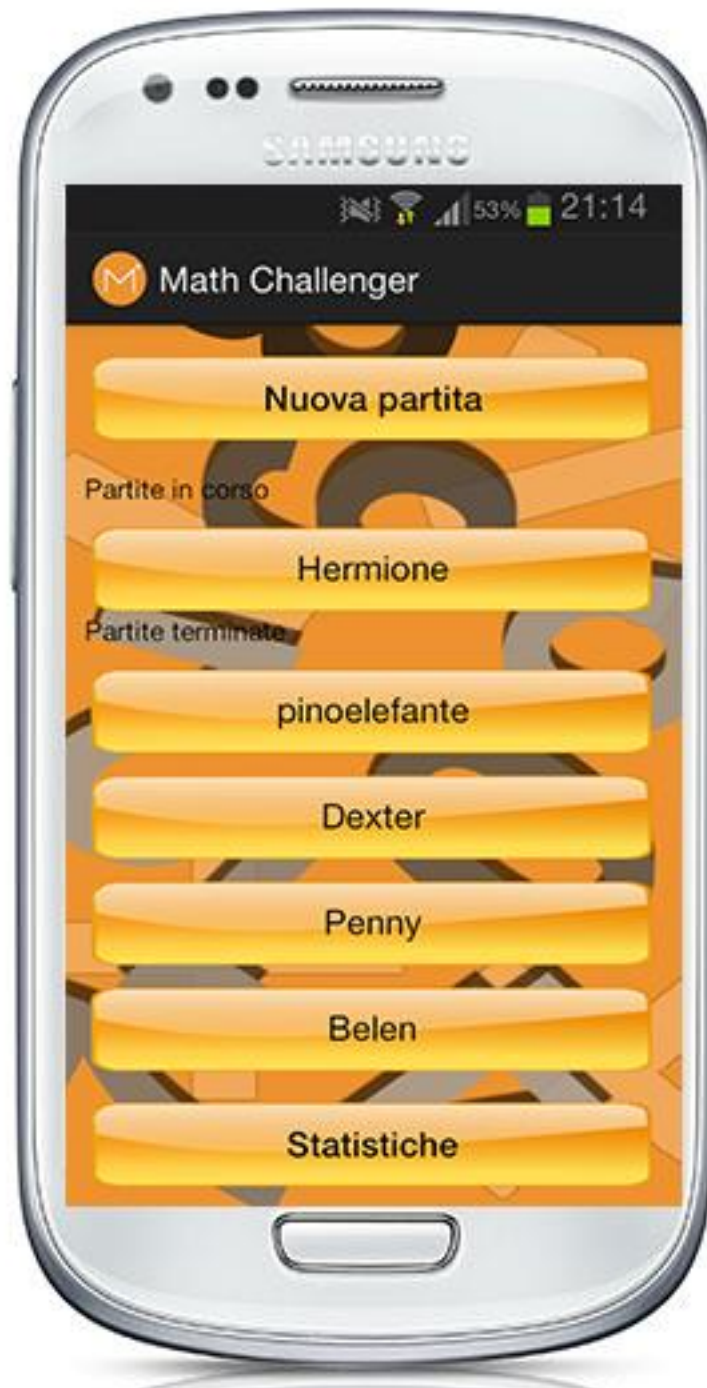 SAMSUNG
53% 21:14
Math Challenger
Nuova partita
Partite in corso
Hermione
Partite terminate
pinoelefante
Dexter
Penny
Belen
Statistiche